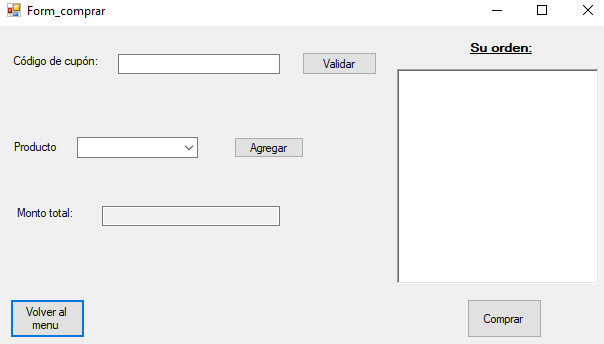 Form_comprar
Su orden:
Código de cupón:
Validar
Producto
Agregar
Monto total:
Volver al
menu
Comprar